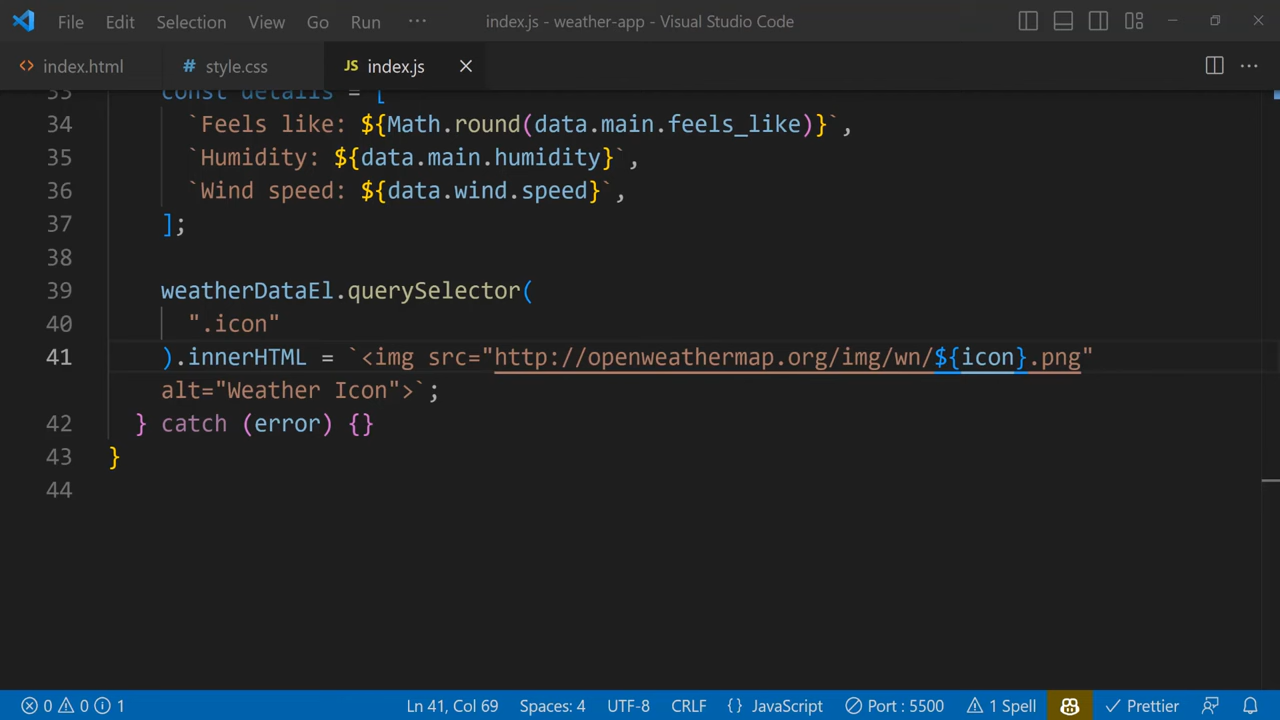 File Edit Selection View Go Run ··· index.js - weather-app - Visual Studio Code
<> index.html # style.css JS index.js ×
33 const details = [
34 `Feels like: ${Math.round(data.main.feels_like)}`,
35 `Humidity: ${data.main.humidity}`,
36 `Wind speed: ${data.wind.speed}`,
37 ];
38
39 weatherDataEl.querySelector(
40 ".icon"
41 ).innerHTML = `<img src="http://openweathermap.org/img/wn/${icon}.png"
alt="Weather Icon">`;
42 } catch (error) {}
43 }
44
0 0 1 Ln 41, Col 69 Spaces: 4 UTF-8 CRLF {} JavaScript Port : 5500 1 Spell Prettier